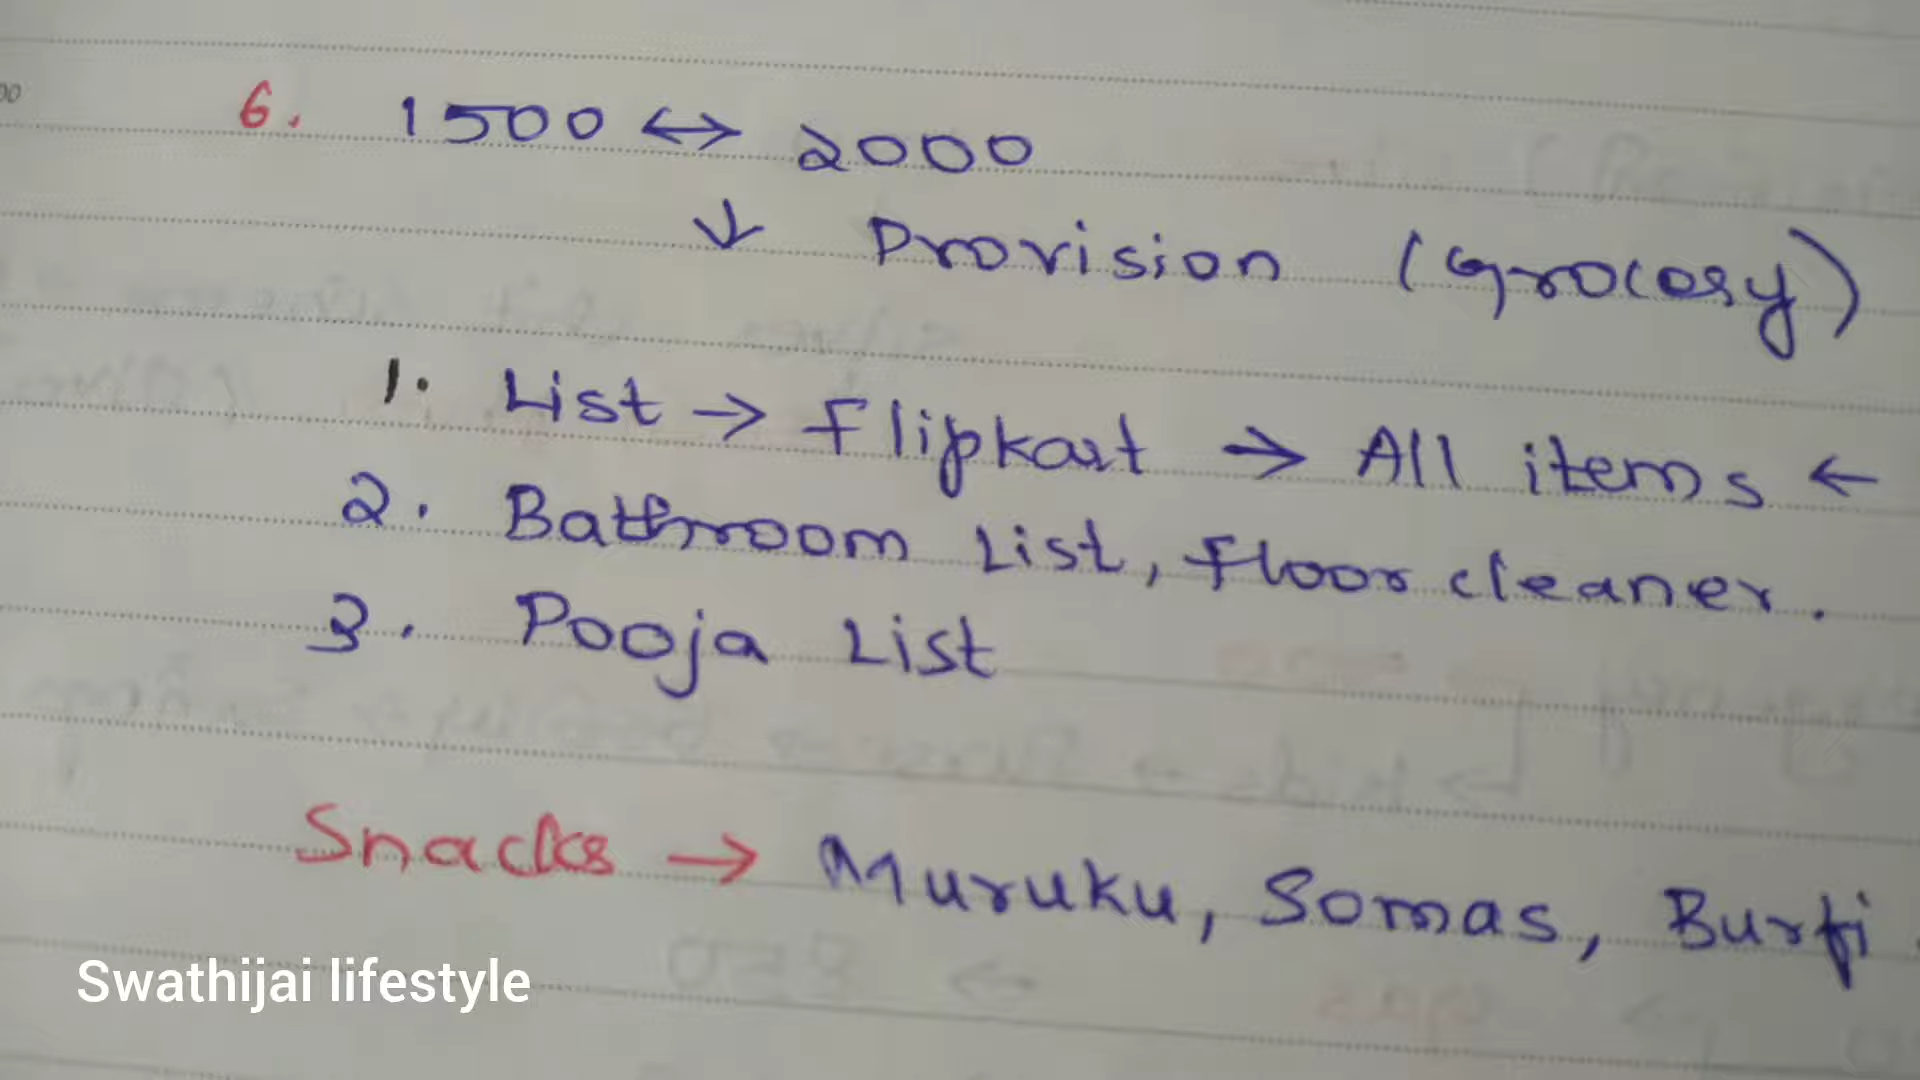 6. 1500 ↔ 2000
↓ Provision (Grocery)
1. List → Flipkart → All items ←
2. Bathroom List, Floor cleaner.
3. Pooja List
Snacks → Muruku, Somas, Burfi
Swathijai lifestyle